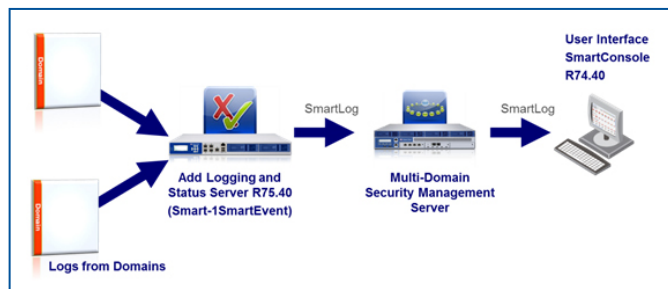 Domain
Domain
Logs from Domains
Add Logging and
Status Server R75.40
(Smart-1SmartEvent)
SmartLog
Multi-Domain
Security Management
Server
SmartLog
User Interface
SmartConsole
R74.40